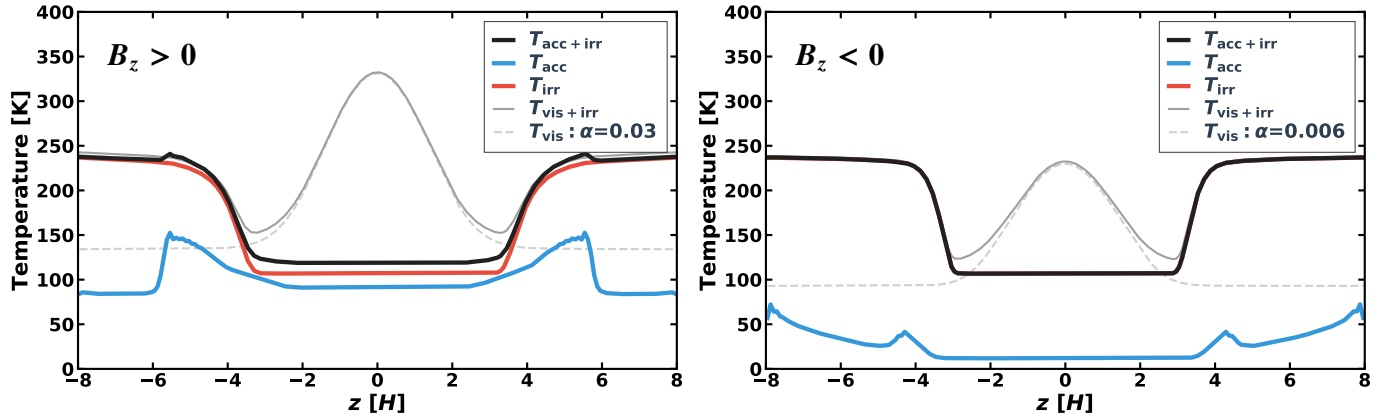 400
350
300
250
200
150
100
50
0
Temperature [K]
B_z > 0
T_acc + irr
T_acc
T_irr
T_vis + irr
T_vis : α=0.03
−8 −6 −4 −2 0 2 4 6 8
z [H]
400
350
300
250
200
150
100
50
0
Temperature [K]
B_z < 0
T_acc + irr
T_acc
T_irr
T_vis + irr
T_vis : α=0.006
−8 −6 −4 −2 0 2 4 6 8
z [H]